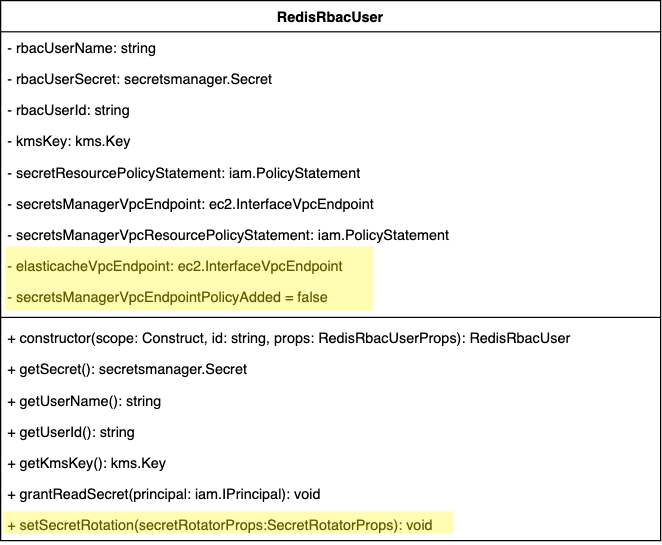 RedisRbacUser
- rbacUserName: string
- rbacUserSecret: secretsmanager.Secret
- rbacUserId: string
- kmsKey: kms.Key
- secretResourcePolicyStatement: iam.PolicyStatement
- secretsManagerVpcEndpoint: ec2.InterfaceVpcEndpoint
- secretsManagerVpcResourcePolicyStatement: iam.PolicyStatement
- elasticacheVpcEndpoint: ec2.InterfaceVpcEndpoint
- secretsManagerVpcEndpointPolicyAdded = false
+ constructor(scope: Construct, id: string, props: RedisRbacUserProps): RedisRbacUser
+ getSecret(): secretsmanager.Secret
+ getUserName(): string
+ getUserId(): string
+ getKmsKey(): kms.Key
+ grantReadSecret(principal: iam.IPrincipal): void
+ setSecretRotation(secretRotatorProps:SecretRotatorProps): void